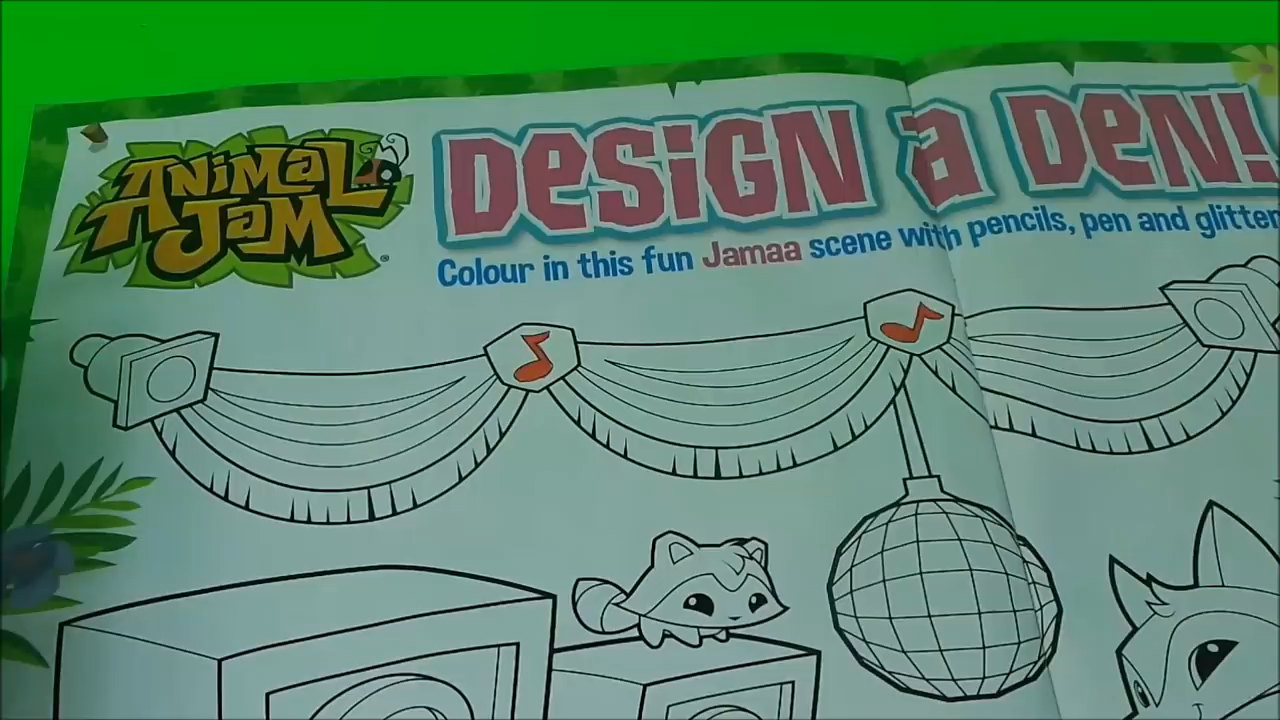 ANiMaL
JaM
DeSiGN a DeN!
Colour in this fun Jamaa scene with pencils, pen and glitter